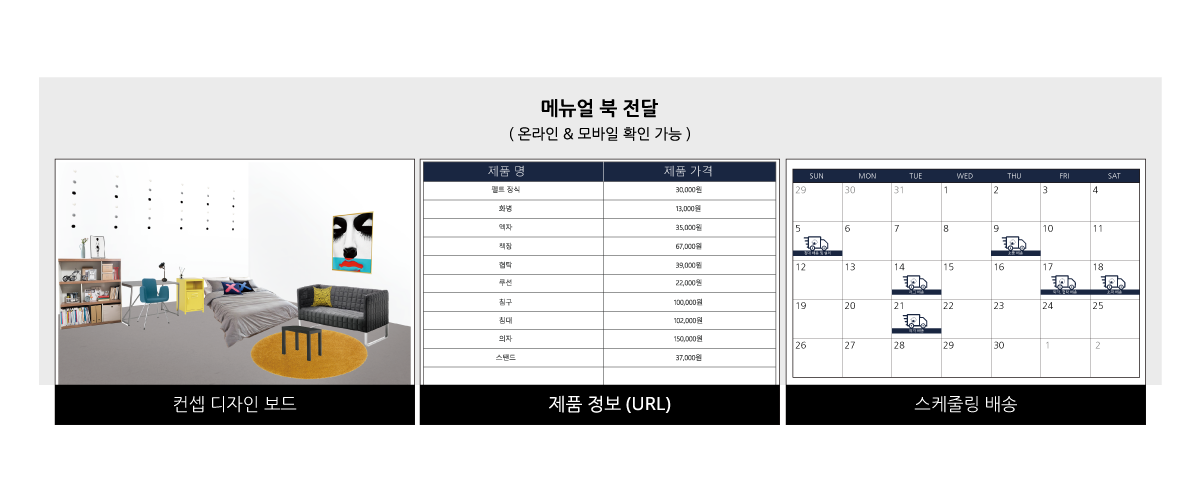 메뉴얼 북 전달
( 온라인 & 모바일 확인 가능 )
제품 명 제품 가격
펠트 장식 30,000원
화병 13,000원
액자 35,000원
책장 67,000원
협탁 39,000원
쿠션 22,000원
침구 100,000원
침대 102,000원
의자 150,000원
스탠드 37,000원
SUN MON TUE WED THU FRI SAT
29 30 31 1 2 3 4
5 6 7 8 9 10 11
12 13 14 15 16 17 18
19 20 21 22 23 24 25
26 27 28 29 30 1 2
컨셉 디자인 보드
제품 정보 (URL)
스케줄링 배송